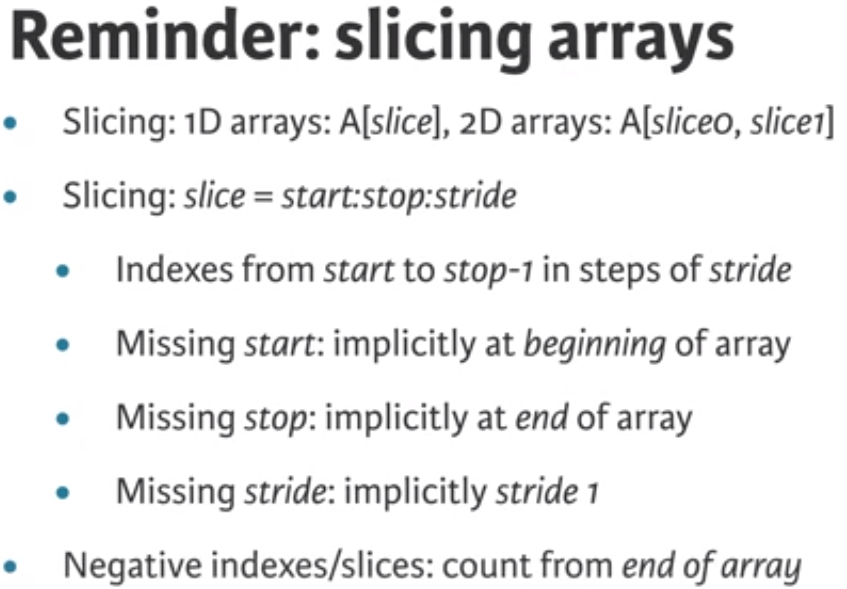 Reminder: slicing arrays
Slicing: 1D arrays: A[slice], 2D arrays: A[slice0, slice1]
Slicing: slice = start:stop:stride
Indexes from start to stop-1 in steps of stride
Missing start: implicitly at beginning of array
Missing stop: implicitly at end of array
Missing stride: implicitly stride 1
Negative indexes/slices: count from end of array